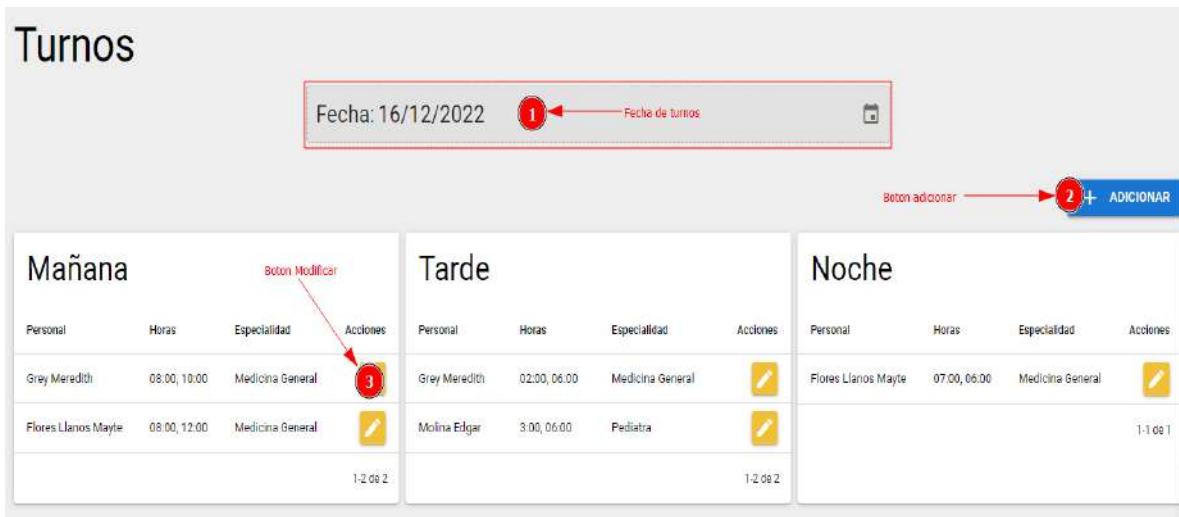 Turnos
Fecha: 16/12/2022
1
Fecha de turnos
Boton adicionar
2
+ ADICIONAR
Mañana
Boton Modificar
Personal Horas Especialidad Acciones
Grey Meredith 08:00, 10:00 Medicina General
3
Flores Llanos Mayte 08:00, 12:00 Medicina General
1-2 de 2
Tarde
Personal Horas Especialidad Acciones
Grey Meredith 02:00, 06:00 Medicina General
Molina Edgar 3:00, 06:00 Pediatra
1-2 de 2
Noche
Personal Horas Especialidad Acciones
Flores Llanos Mayte 07:00, 06:00 Medicina General
1-1 de 1